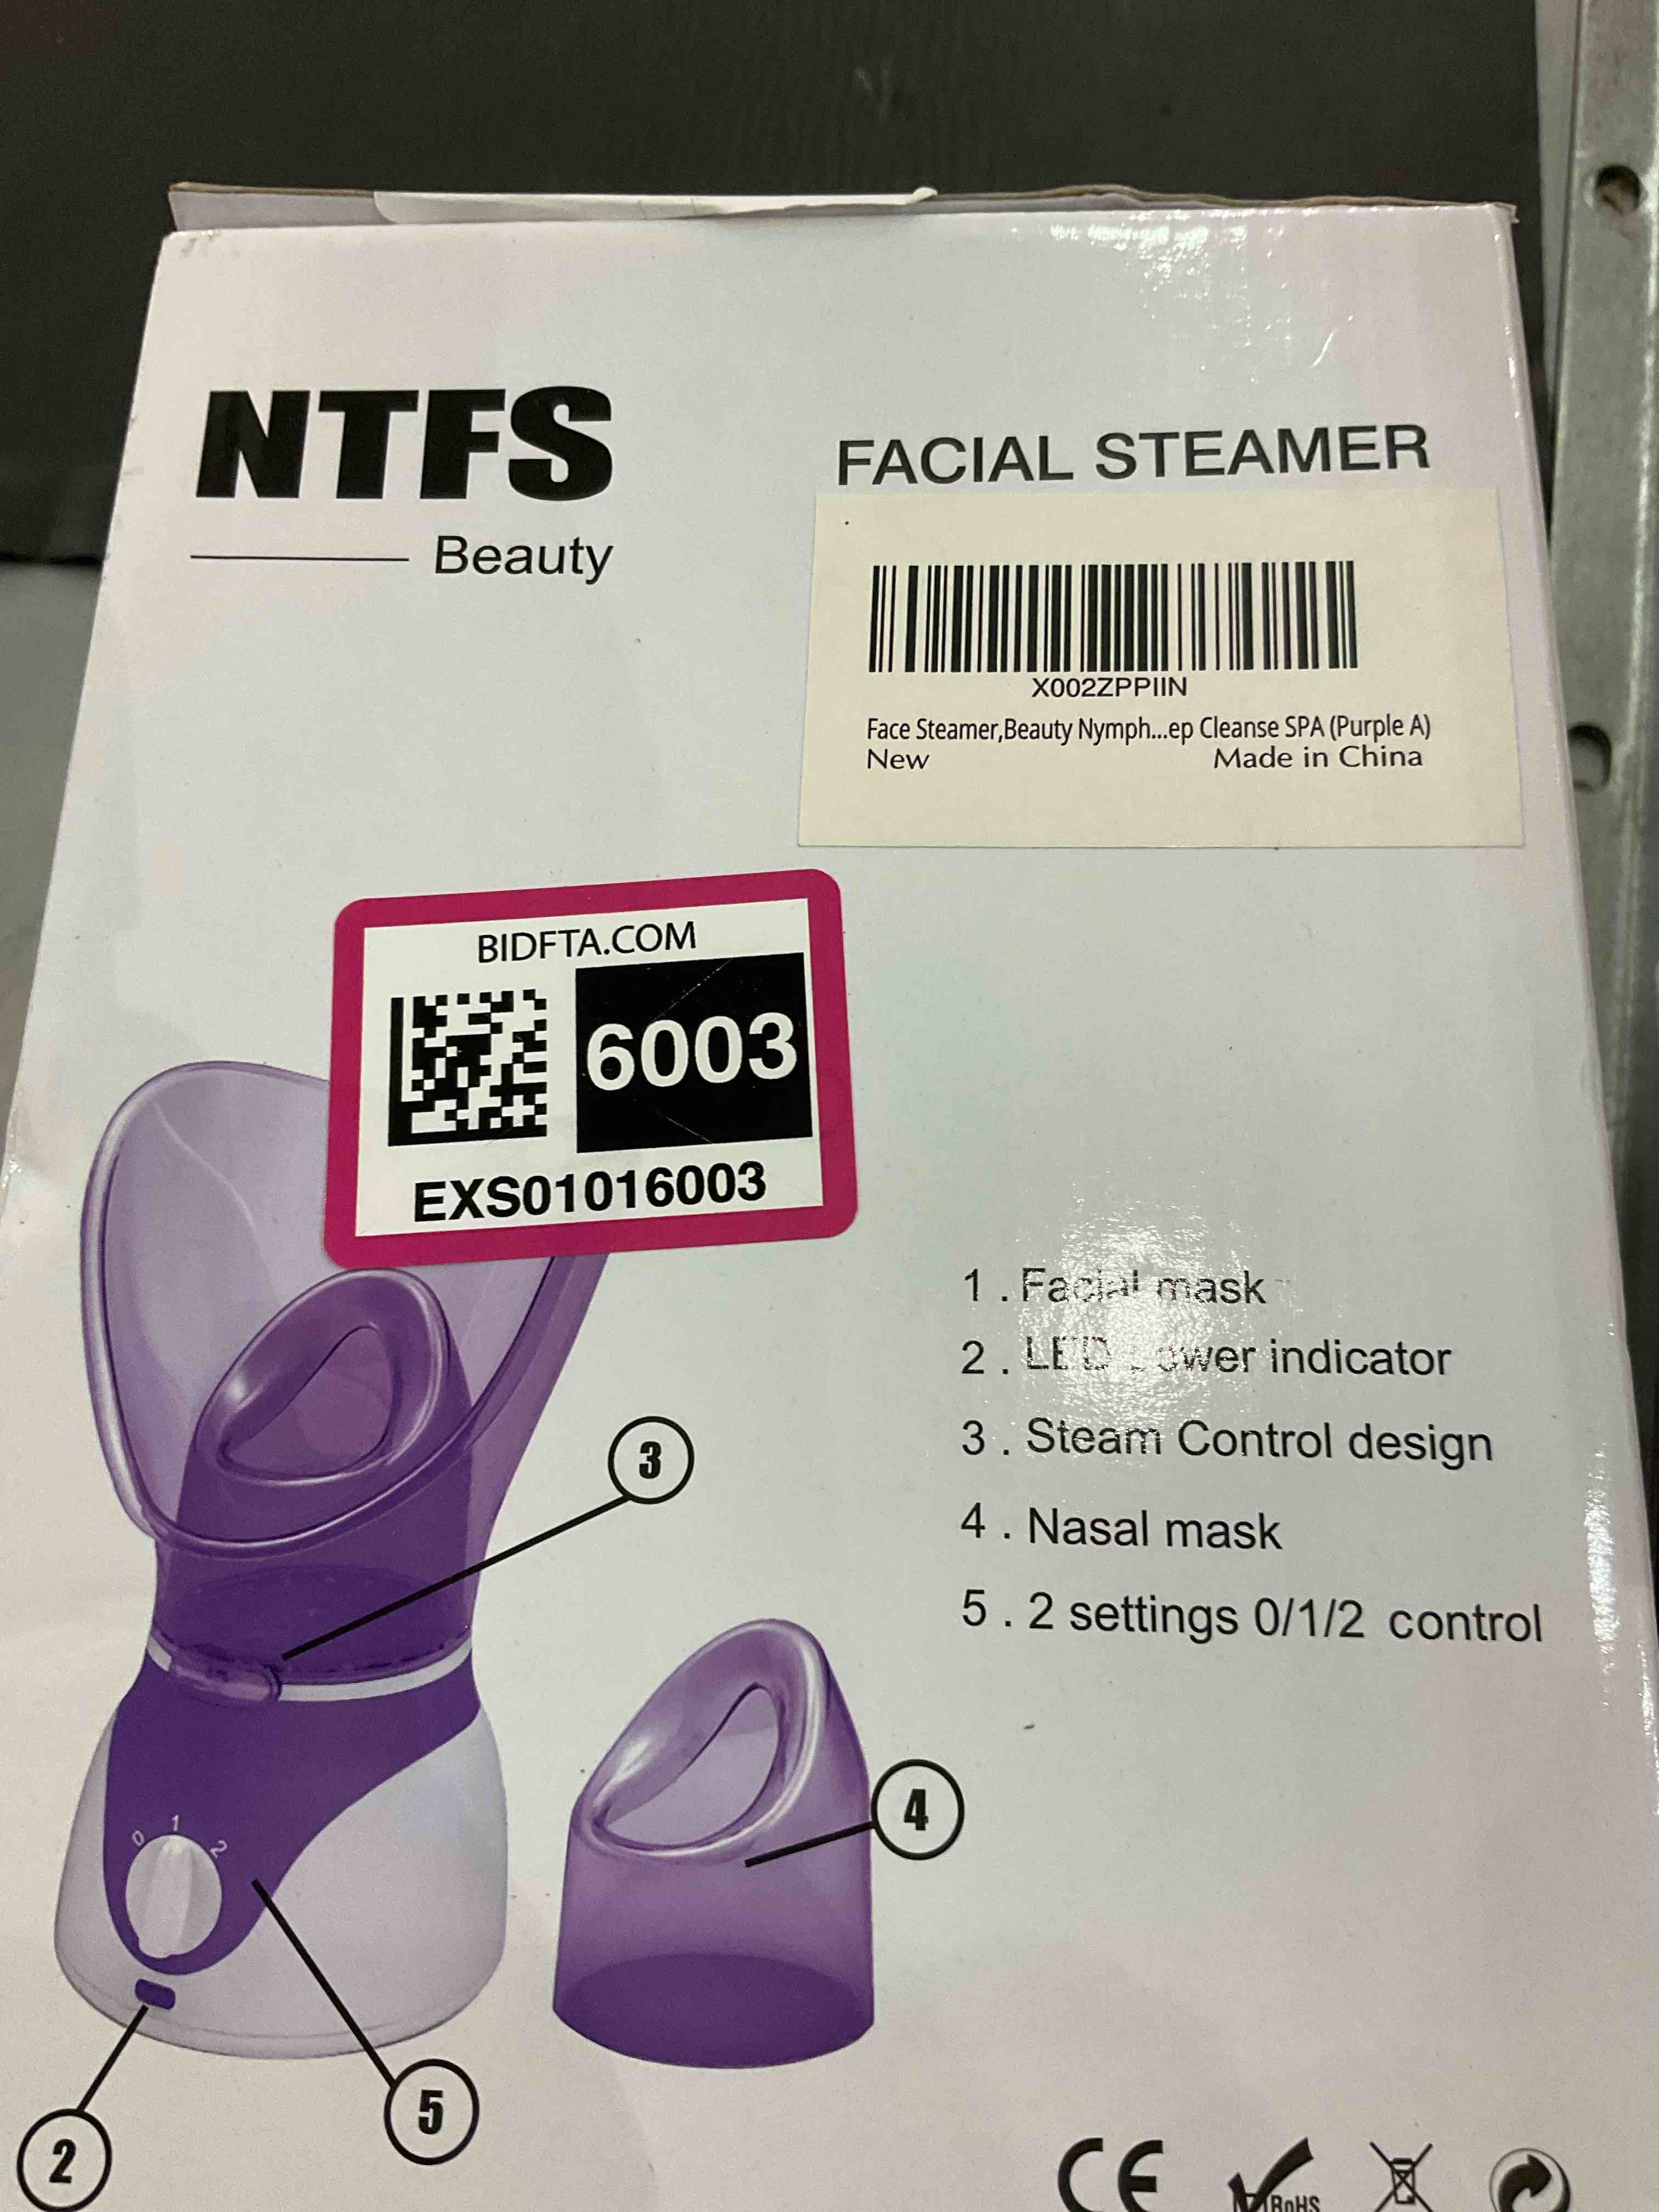 NTFS
Beauty
FACIAL STEAMER
X002ZPPIIN
Face Steamer,Beauty Nymph...ep Cleanse SPA (Purple A)
New Made in China
BIDFTA.COM
6003
EXS01016003
1 . Facial mask
2 . LED Power indicator
3 . Steam Control design
4 . Nasal mask
5 . 2 settings 0/1/2 control
3
4
0 1 2
5
2
CE
RoHS